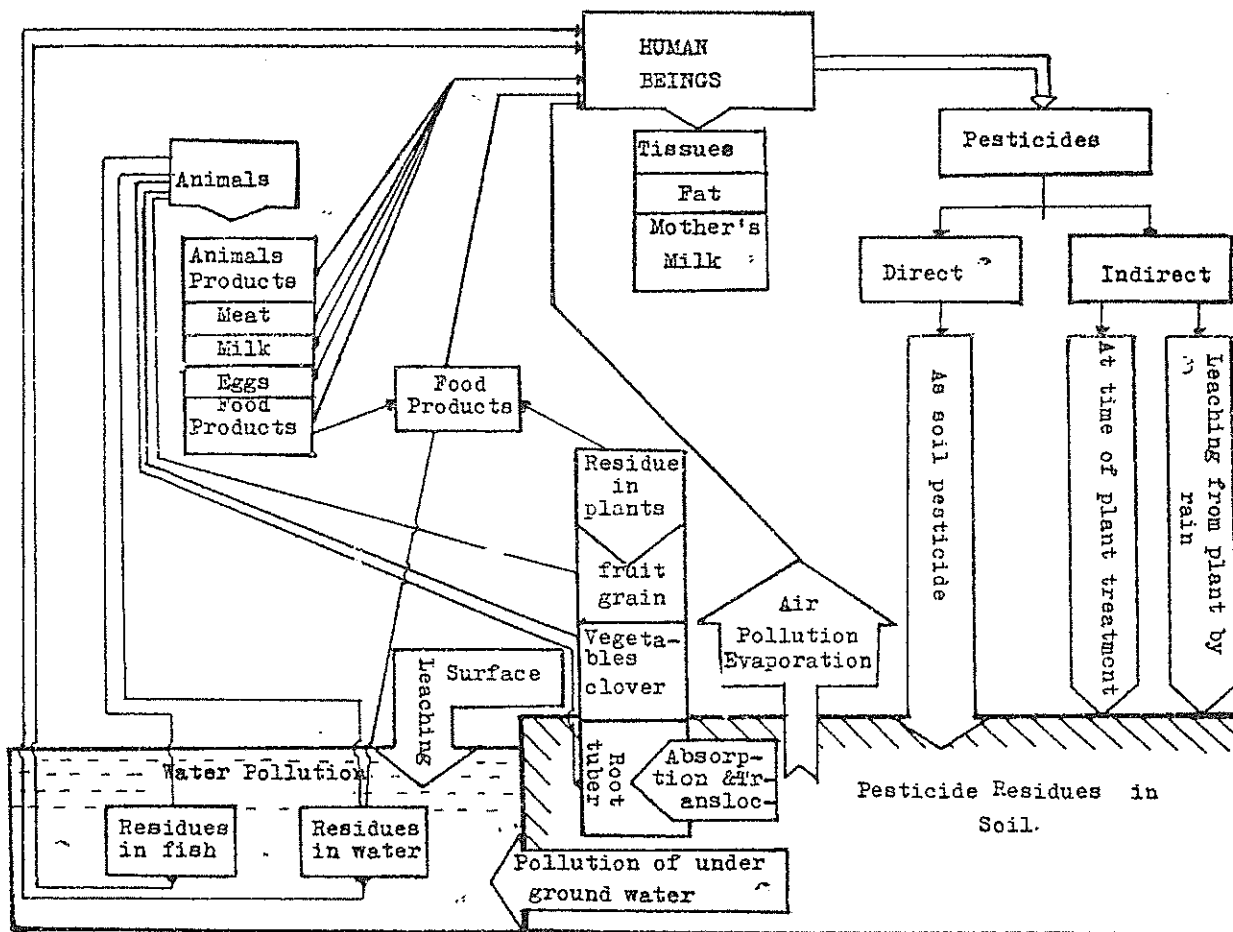 HUMAN
BEINGS
Tissues
Fat
Mother's
Milk
Pesticides
Direct
Indirect
As soil pesticide
At time of plant treatment
Leaching from plant by
rain
Animals
Animals
Products
Meat
Milk
Eggs
Food
Products
Food
Products
Residue
in
plants
fruit
grain
Vegeta-
bles
clover
Root
tuber
Absorp-
tion &Tr-
ansloc-
Air
Pollution
Evaporation
Surface
Leaching
Water Pollution
Residues
in fish
Residues
in water
Pollution of under
ground water
Pesticide Residues in
Soil.